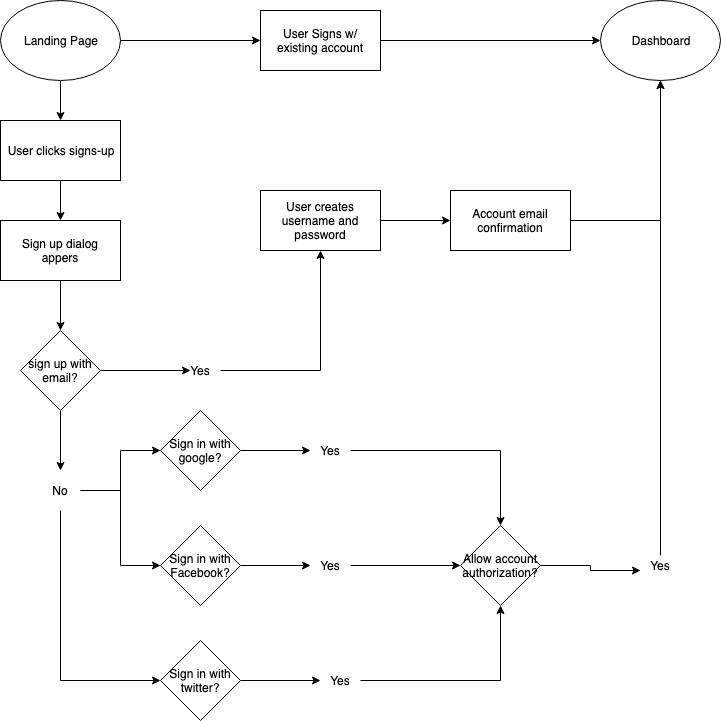 Landing Page
User Signs w/
existing account
Dashboard
User clicks signs-up
User creates
username and
password
Account email
confirmation
Sign up dialog
appers
sign up with
email?
Yes
Sign in with
google?
Yes
No
Sign in with
Facebook?
Yes
Allow account
authorization?
Yes
Sign in with
twitter?
Yes